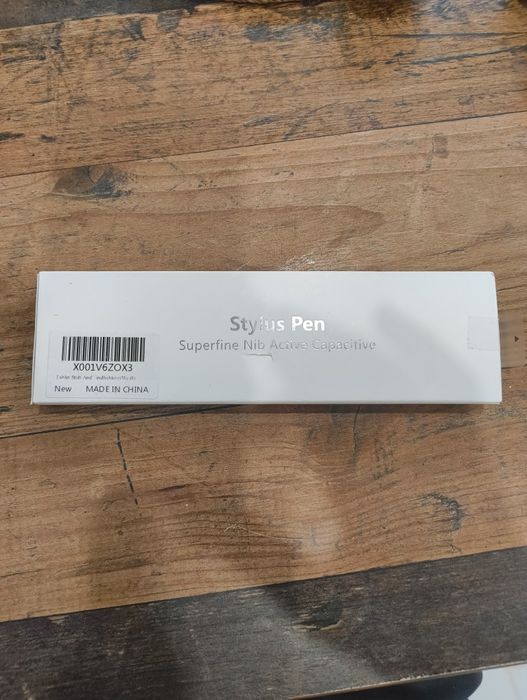 Stylus Pen
Superfine Nib Active Capacitive
X001V6ZOX3
New MADE IN CHINA